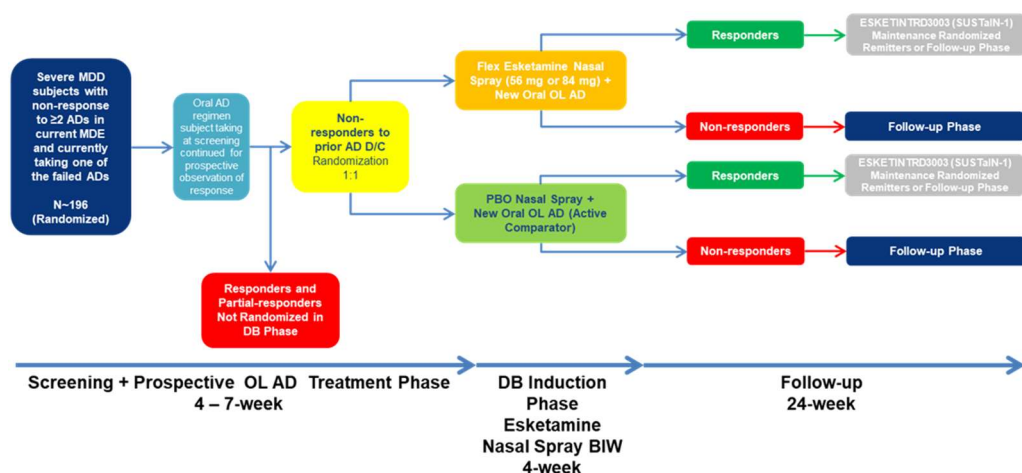 Severe MDD
subjects with
non-response
to ≥2 ADs in
current MDE
and currently
taking one of
the failed ADs
N~196
(Randomized)
Oral AD
regimen
subject taking
at screening
continued for
prospective
observation of
response
Non-
responders to
prior AD D/C
Randomization
1:1
Responders and
Partial-responders
Not Randomized in
DB Phase
Flex Esketamine Nasal
Spray (56 mg or 84 mg) +
New Oral OL AD
PBO Nasal Spray +
New Oral OL AD (Active
Comparator)
Responders
ESKETINTRD3003 (SUSTaIN-1)
Maintenance Randomized
Remitters or Follow-up Phase
Non-responders
Follow-up Phase
Responders
ESKETINTRD3003 (SUSTaIN-1)
Maintenance Randomized
Remitters or Follow-up Phase
Non-responders
Follow-up Phase
Screening + Prospective OL AD Treatment Phase
4 – 7-week
DB Induction
Phase
Esketamine
Nasal Spray BIW
4-week
Follow-up
24-week